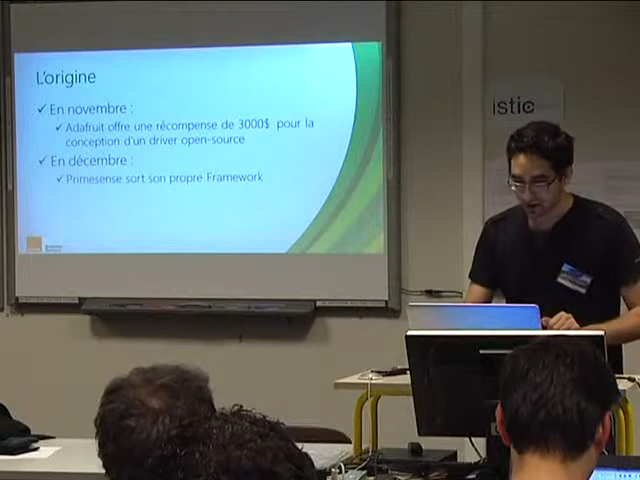 L'origine
✓ En novembre :
✓ Adafruit offre une récompense de 3000$ pour la
conception d'un driver open-source
✓ En décembre :
✓ Primesense sort son propre Framework
istic